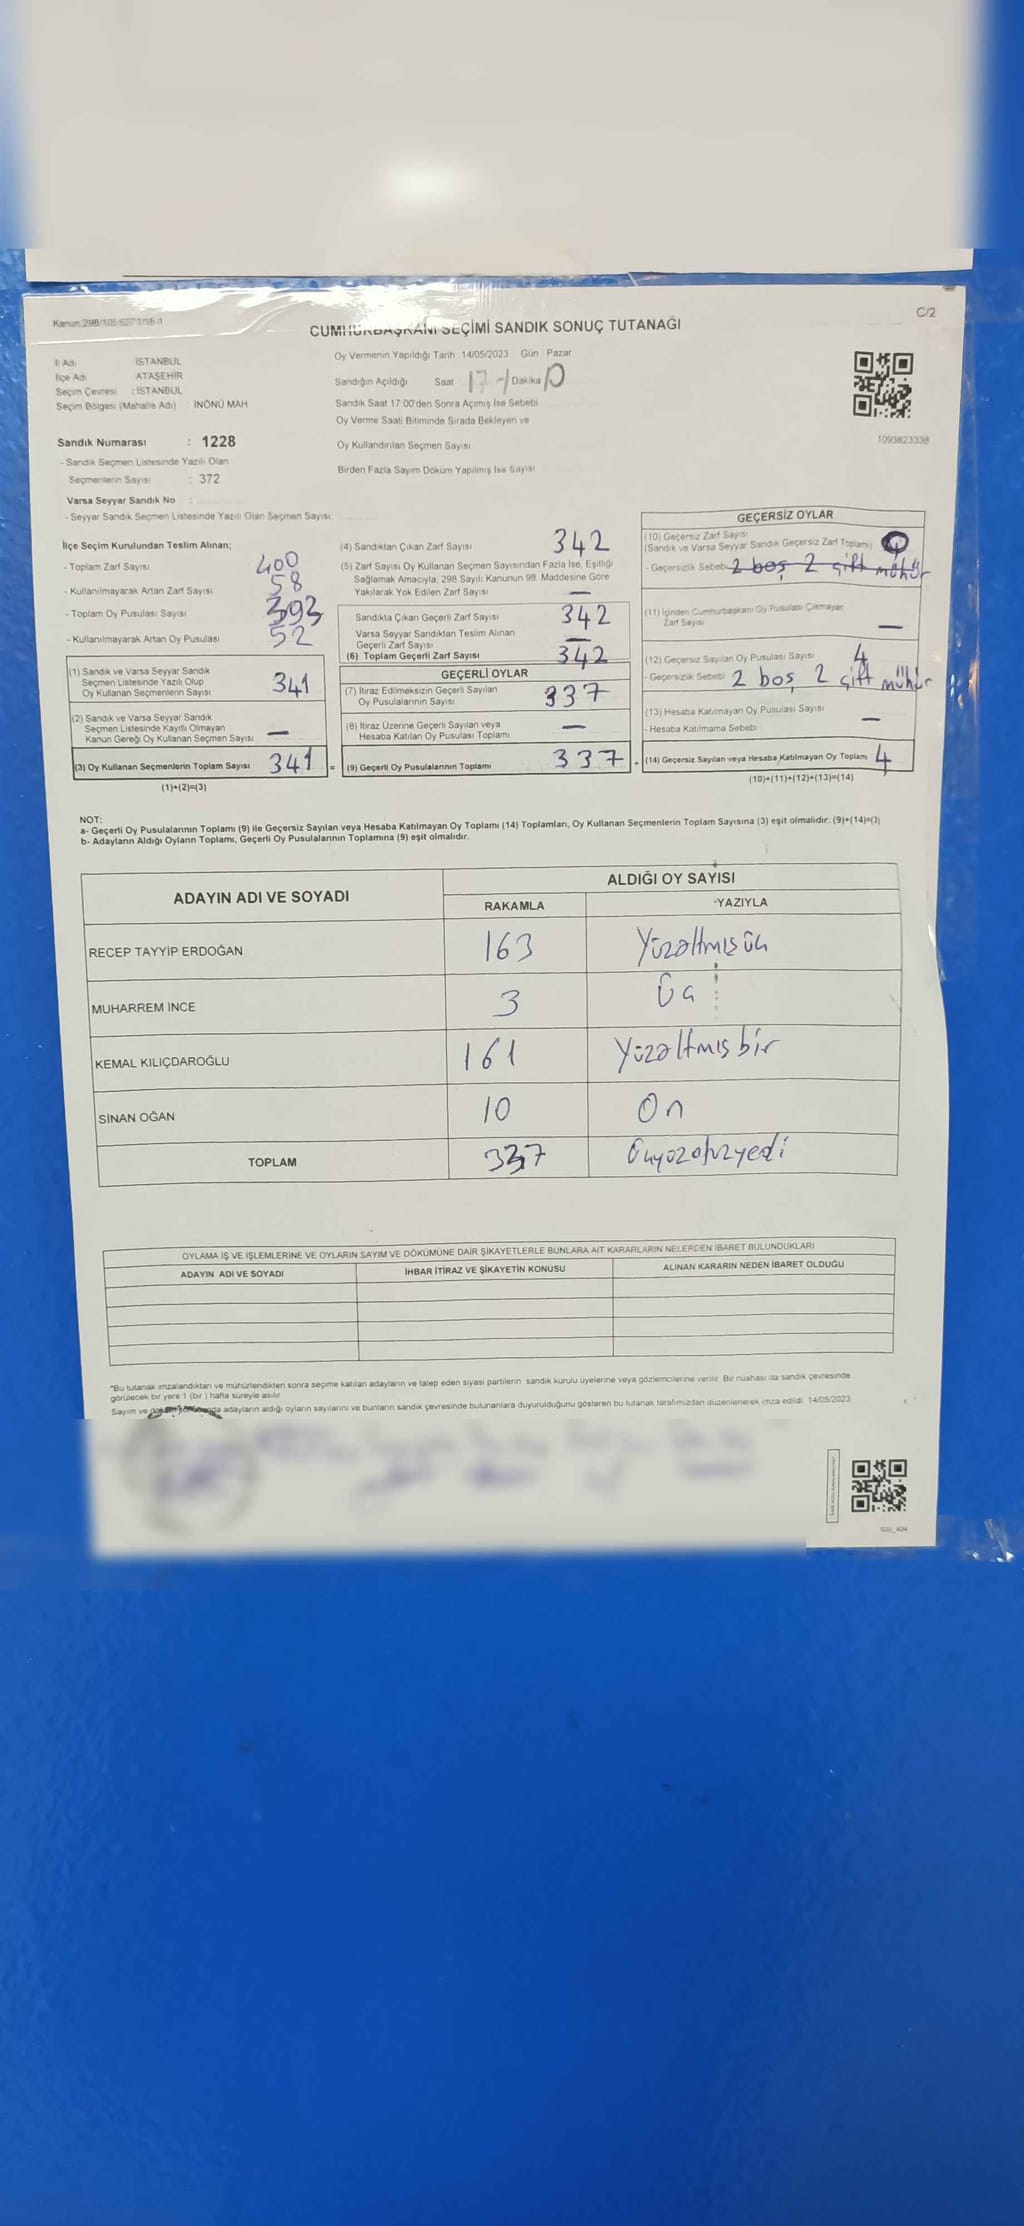 C/2
CUMHURBAŞKANI SEÇİMİ SANDIK SONUÇ TUTANAĞI
İl Adı : İSTANBUL
İlçe Adı : ATAŞEHİR
Seçim Çevresi : İSTANBUL
Seçim Bölgesi (Mahalle Adı) : İNÖNÜ MAH
Sandık Numarası : 1228
- Sandık Seçmen Listesinde Yazılı Olan
Seçmenlerin Sayısı : 372
Varsa Seyyar Sandık No :
- Seyyar Sandık Seçmen Listesinde Yazılı Olan Seçmen Sayısı
Oy Vermenin Yapıldığı Tarih : 14/05/2023 Gün Pazar
Sandığın Açıldığı Saat 17 Dakika
Sandık Saat 17 00'den Sonra Açımış İse Sebebi
Oy Verme Saati Bitiminde Sırada Bekleyen ve
Oy Kullandırılan Seçmen Sayısı
Birden Fazla Sayım Döküm Yapılmış İse Sayısı
1093823338
İlçe Seçim Kurulundan Teslim Alınan;
- Toplam Zarf Sayısı 400
- Kullanılmayarak Artan Zarf Sayısı 58
- Toplam Oy Pusulası Sayısı 393
- Kullanılmayarak Artan Oy Pusulası 52
(1) Sandık ve Varsa Seyyar Sandık
Seçmen Listesinde Yazılı Olup
Oy Kullanan Seçmenlerin Sayısı 341
(2) Sandık ve Varsa Seyyar Sandık
Seçmen Listesinde Kayıtlı Olmayan
Kanun Gereği Oy Kullanan Seçmen Sayısı —
(3) Oy Kullanan Seçmenlerin Toplam Sayısı 341 =
(1)+(2)=(3)
(4) Sandıktan Çıkan Zarf Sayısı 342
(5) Zarf Sayısı Oy Kullanan Seçmen Sayısından Fazla İse, Eşitliği
Sağlamak Amacıyla, 298 Sayılı Kanunun 98. Maddesine Göre
Yakılarak Yok Edilen Zarf Sayısı —
Sandıkta Çıkan Geçerli Zarf Sayısı 342
Varsa Seyyar Sandıktan Teslim Alınan
Geçerli Zarf Sayısı —
(6) Toplam Geçerli Zarf Sayısı 342
GEÇERLİ OYLAR
(7) İtiraz Edilmeksizin Geçerli Sayılan
Oy Pusulalarının Sayısı 337
(8) İtiraz Üzerine Geçerli Sayılan veya
Hesaba Katılan Oy Pusulası Toplamı —
(9) Geçerli Oy Pusulalarının Toplamı 337
GEÇERSİZ OYLAR
(10) Geçersiz Zarf Sayısı
(Sandık ve Varsa Seyyar Sandık Geçersiz Zarf Toplamı)
- Geçersizlik Sebebi 2 boş 2 çift mühür
(11) İçinden Cumhurbaşkanı Oy Pusulası Çıkmayan
Zarf Sayısı —
(12) Geçersiz Sayılan Oy Pusulası Sayısı 4
- Geçersizlik Sebebi 2 boş 2 çift mühür
(13) Hesaba Katılmayan Oy Pusulası Sayısı —
- Hesaba Katılmama Sebebi
(14) Geçersiz Sayılan veya Hesaba Katılmayan Oy Toplam 4
(10)+(11)+(12)+(13)=(14)
NOT:
a- Geçerli Oy Pusulalarının Toplamı (9) ile Geçersiz Sayılan veya Hesaba Katılmayan Oy Toplamı (14) Toplamları, Oy Kullanan Seçmenlerin Toplam Sayısına (3) eşit olmalıdır. (9)+(14)=(3)
b- Adayların Aldığı Oyların Toplamı, Geçerli Oy Pusulalarının Toplamına (9) eşit olmalıdır.
ADAYIN ADI VE SOYADI
ALDIĞI OY SAYISI
RAKAMLA YAZIYLA
RECEP TAYYİP ERDOĞAN 163 Yüzaltmış üç
MUHARREM İNCE 3 Üç
KEMAL KILIÇDAROĞLU 161 Yüzaltmış bir
SİNAN OĞAN 10 On
TOPLAM 337 Üçyüzotuzyedi
OYLAMA İŞ VE İŞLEMLERİNE VE OYLARIN SAYIM VE DÖKÜMÜNE DAİR ŞİKAYETLERLE BUNLARA AİT KARARLARIN NELERDEN İBARET BULUNDUKLARI
ADAYIN ADI VE SOYADI İHBAR İTİRAZ VE ŞİKAYETİN KONUSU ALINAN KARARIN NEDEN İBARET OLDUĞU
"Bu tutanak imzalandıktan ve mühürlendikten sonra seçime katılan adayların ve talep eden siyasi partilerin sandık kurulu üyelerine veya gözlemcilerine verilir. Bir nüshası da sandık çevresinde
görülecek bir yere 1 (bir) hafta süreyle asılır
Sayım ve adayların aldığı oyların sayılarını ve bunların sandık çevresinde bulunanlara duyurulduğunu gösteren bu tutanak tarafımızdan düzenlenerek imza edildi. 14/05/2023